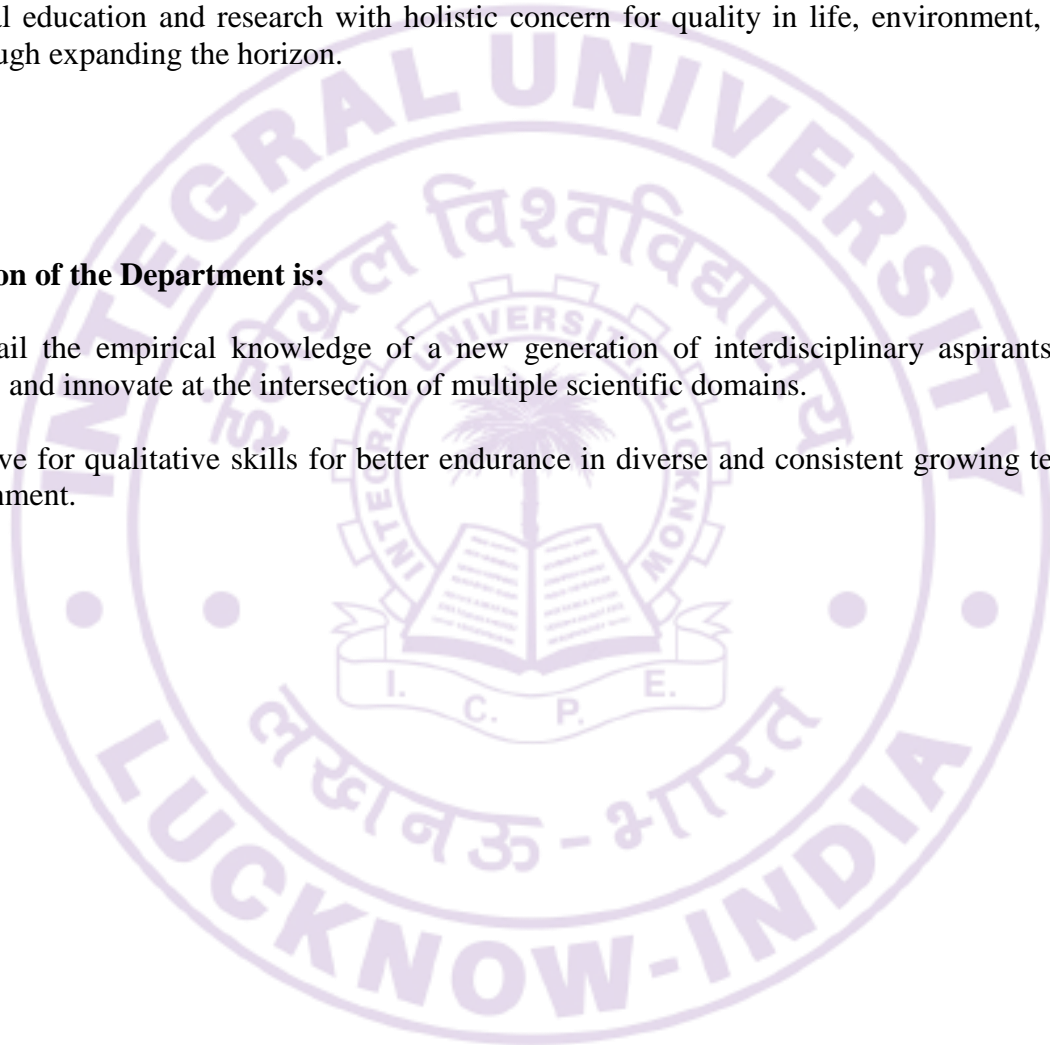 al education and research with holistic concern for quality in life, environment,
ugh expanding the horizon.
on of the Department is:
ail the empirical knowledge of a new generation of interdisciplinary aspirants
and innovate at the intersection of multiple scientific domains.
ve for qualitative skills for better endurance in diverse and consistent growing te
nment.
INTEGRAL UNIVERSITY
इंटीग्रल विश्वविद्यालय
INTEGRAL UNIVERSITY LUCKNOW
I. C. P. E.
लखनऊ - भारत
LUCKNOW-INDIA